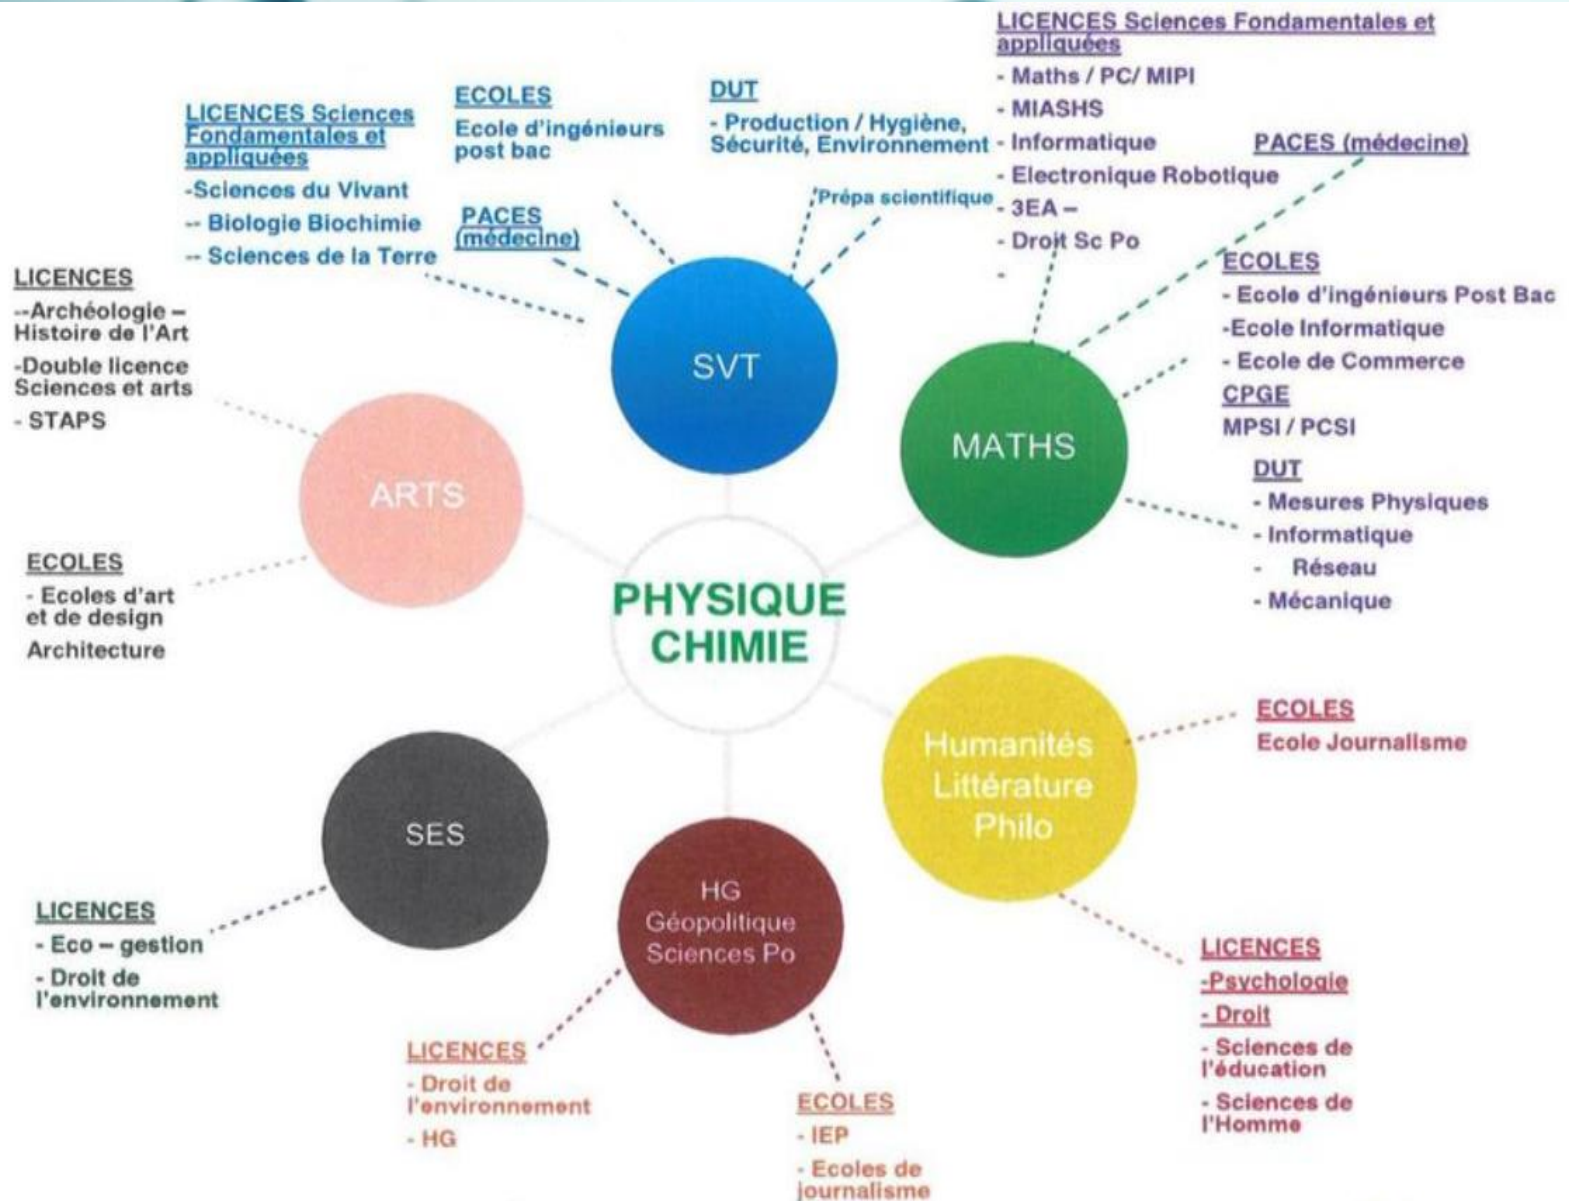 LICENCES Sciences Fondamentales et
appliquées
- Maths / PC/ MIPI
- MIASHS
- Informatique
- Electronique Robotique
- 3EA –
- Droit Sc Po
-
PACES (médecine)
ECOLES
- Ecole d'ingénieurs Post Bac
-Ecole Informatique
- Ecole de Commerce
CPGE
MPSI / PCSI
DUT
- Mesures Physiques
- Informatique
- Réseau
- Mécanique
MATHS
DUT
- Production / Hygiène,
Sécurité, Environnement
Prépa scientifique
ECOLES
Ecole d'ingénieurs
post bac
PACES
(médecine)
LICENCES Sciences
Fondamentales et
appliquées
-Sciences du Vivant
-- Biologie Biochimie
-- Sciences de la Terre
SVT
LICENCES
--Archéologie –
Histoire de l'Art
-Double licence
Sciences et arts
- STAPS
ARTS
ECOLES
- Ecoles d'art
et de design
Architecture
PHYSIQUE
CHIMIE
Humanités
Littérature
Philo
ECOLES
Ecole Journalisme
LICENCES
-Psychologie
- Droit
- Sciences de
l'éducation
- Sciences de
l'Homme
SES
LICENCES
- Eco – gestion
- Droit de
l'environnement
HG
Géopolitique
Sciences Po
LICENCES
- Droit de
l'environnement
- HG
ECOLES
- IEP
- Ecoles de
journalisme